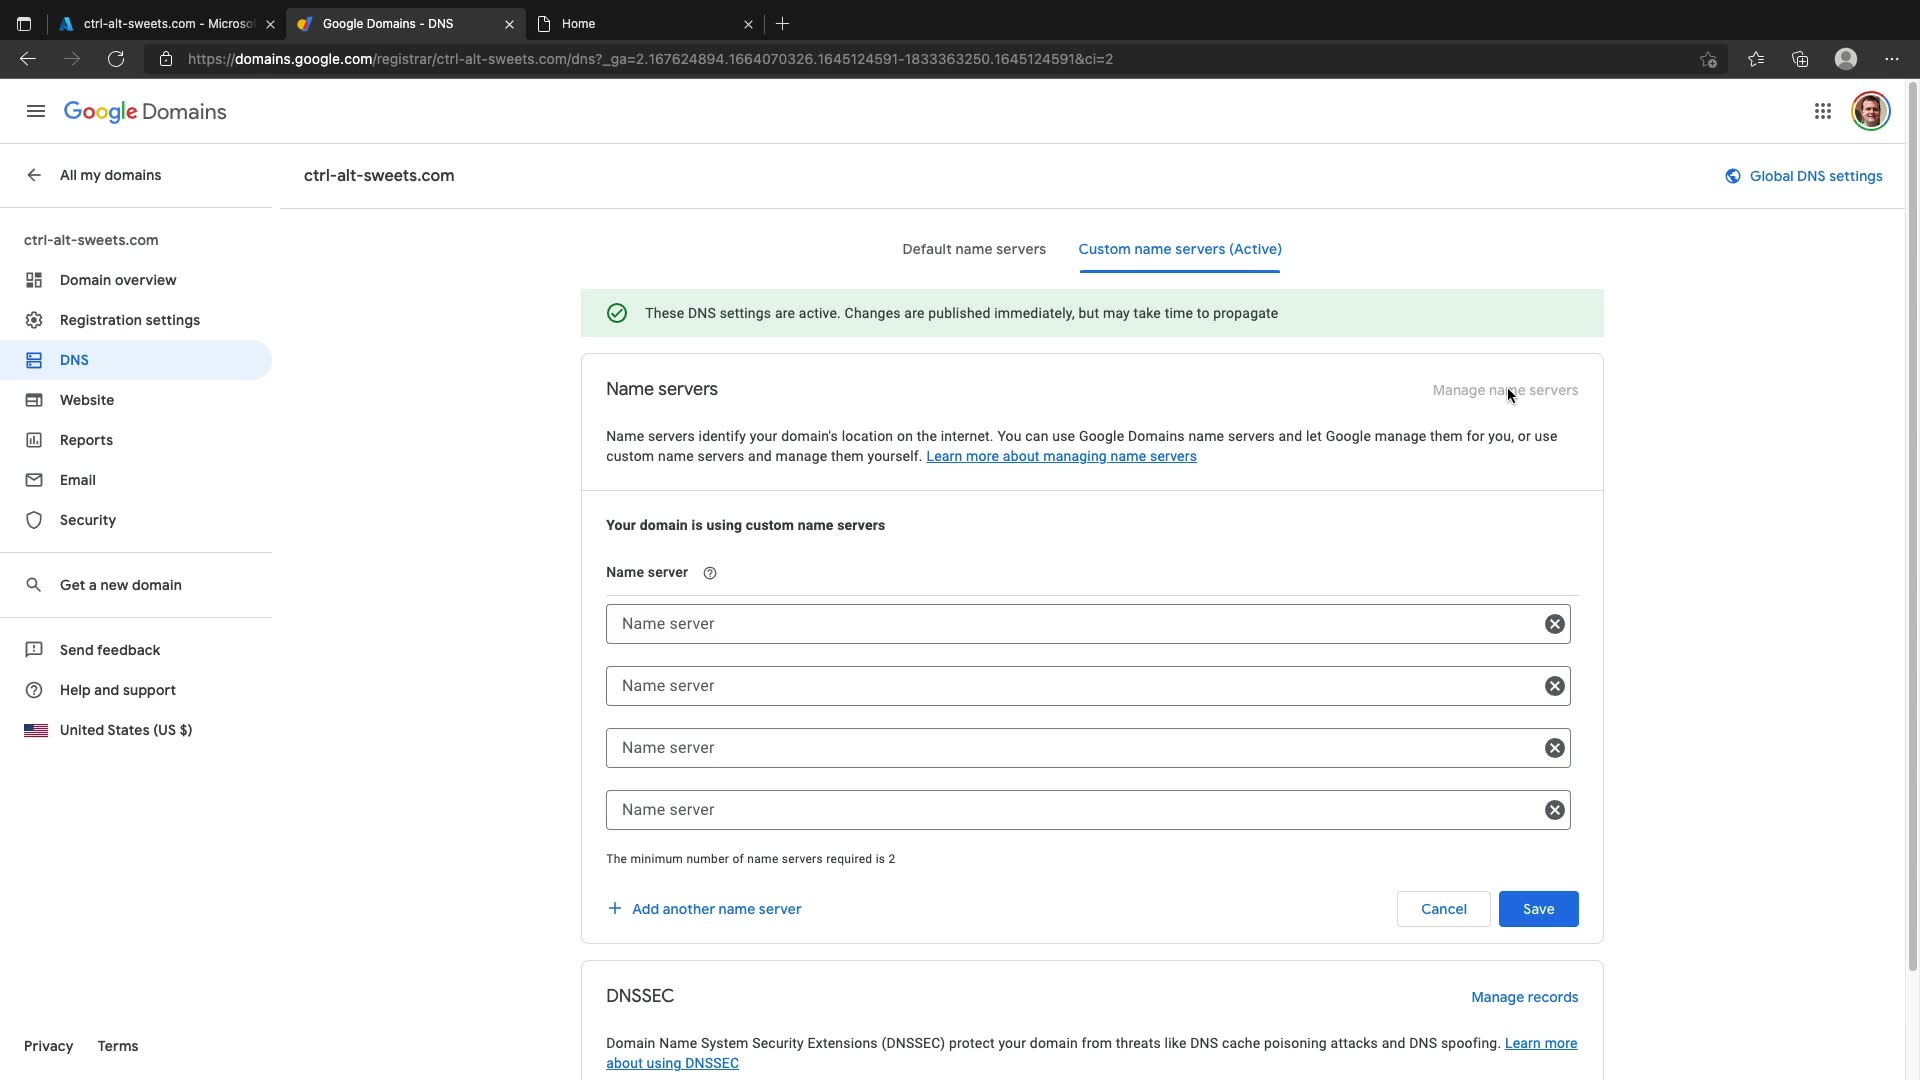 ctrl-alt-sweets.com - Microso
Google Domains - DNS
Home
https://domains.google.com/registrar/ctrl-alt-sweets.com/dns?_ga=2.167624894.1664070326.1645124591-1833363250.1645124591&ci=2
Google Domains
All my domains
ctrl-alt-sweets.com
Global DNS settings
ctrl-alt-sweets.com
Domain overview
Registration settings
DNS
Website
Reports
Email
Security
Get a new domain
Send feedback
Help and support
United States (US $)
Privacy Terms
Default name servers
Custom name servers (Active)
These DNS settings are active. Changes are published immediately, but may take time to propagate
Name servers
Manage name servers
Name servers identify your domain's location on the internet. You can use Google Domains name servers and let Google manage them for you, or use
custom name servers and manage them yourself. Learn more about managing name servers
Your domain is using custom name servers
Name server
Name server
Name server
Name server
Name server
The minimum number of name servers required is 2
Add another name server
Cancel
Save
DNSSEC
Manage records
Domain Name System Security Extensions (DNSSEC) protect your domain from threats like DNS cache poisoning attacks and DNS spoofing. Learn more
about using DNSSEC